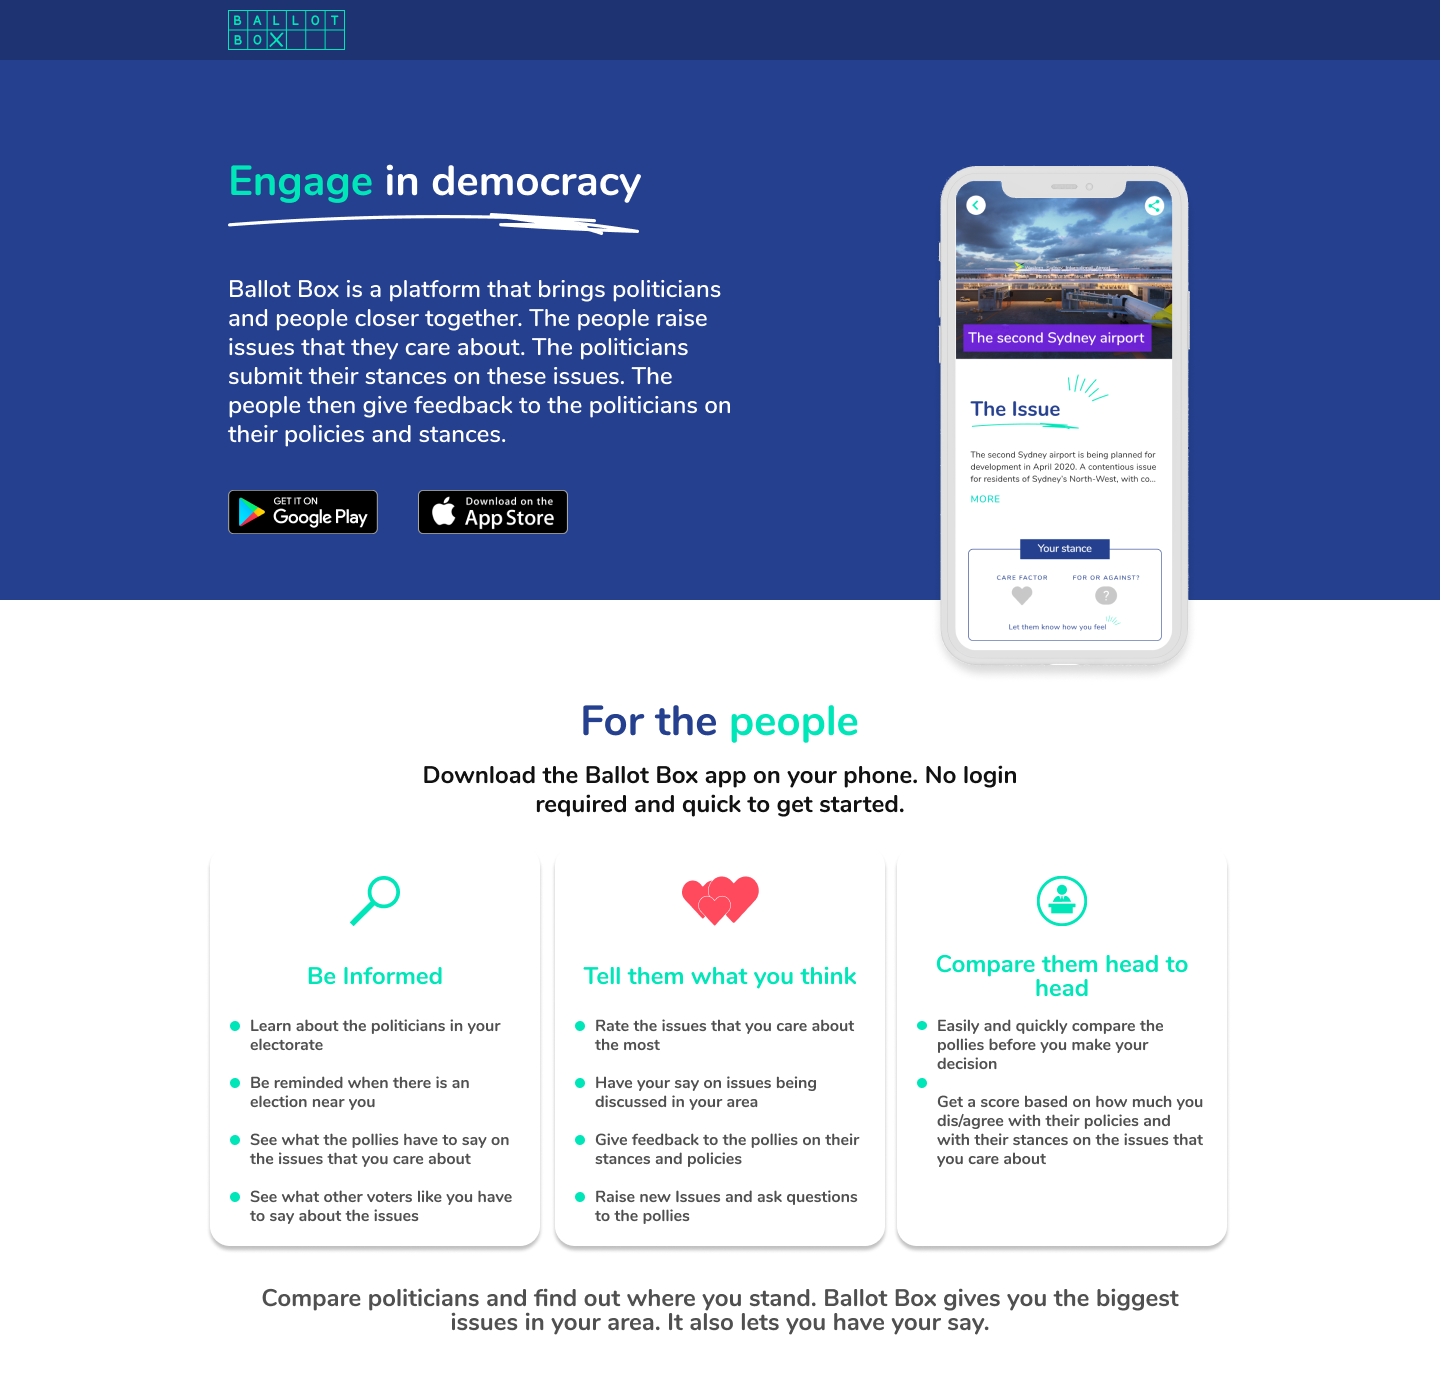 BALLOT
BOX
Engage in democracy
Ballot Box is a platform that brings politicians
and people closer together. The people raise
issues that they care about. The politicians
submit their stances on these issues. The
people then give feedback to the politicians on
their policies and stances.
GET IT ON
Google Play
Download on the
App Store
The second Sydney airport
The Issue
The second Sydney airport is being planned for
development in April 2020. A contentious issue
for residents of Sydney's North-West, with co...
MORE
Your stance
CARE FACTOR
FOR OR AGAINST?
?
Let them know how you feel
For the people
Download the Ballot Box app on your phone. No login
required and quick to get started.
Be Informed
Learn about the politicians in your
electorate
Be reminded when there is an
election near you
See what the pollies have to say on
the issues that you care about
See what other voters like you have
to say about the issues
Tell them what you think
Rate the issues that you care about
the most
Have your say on issues being
discussed in your area
Give feedback to the pollies on their
stances and policies
Raise new Issues and ask questions
to the pollies
Compare them head to
head
Easily and quickly compare the
pollies before you make your
decision
Get a score based on how much you
dis/agree with their policies and
with their stances on the issues that
you care about
Compare politicians and find out where you stand. Ballot Box gives you the biggest
issues in your area. It also lets you have your say.